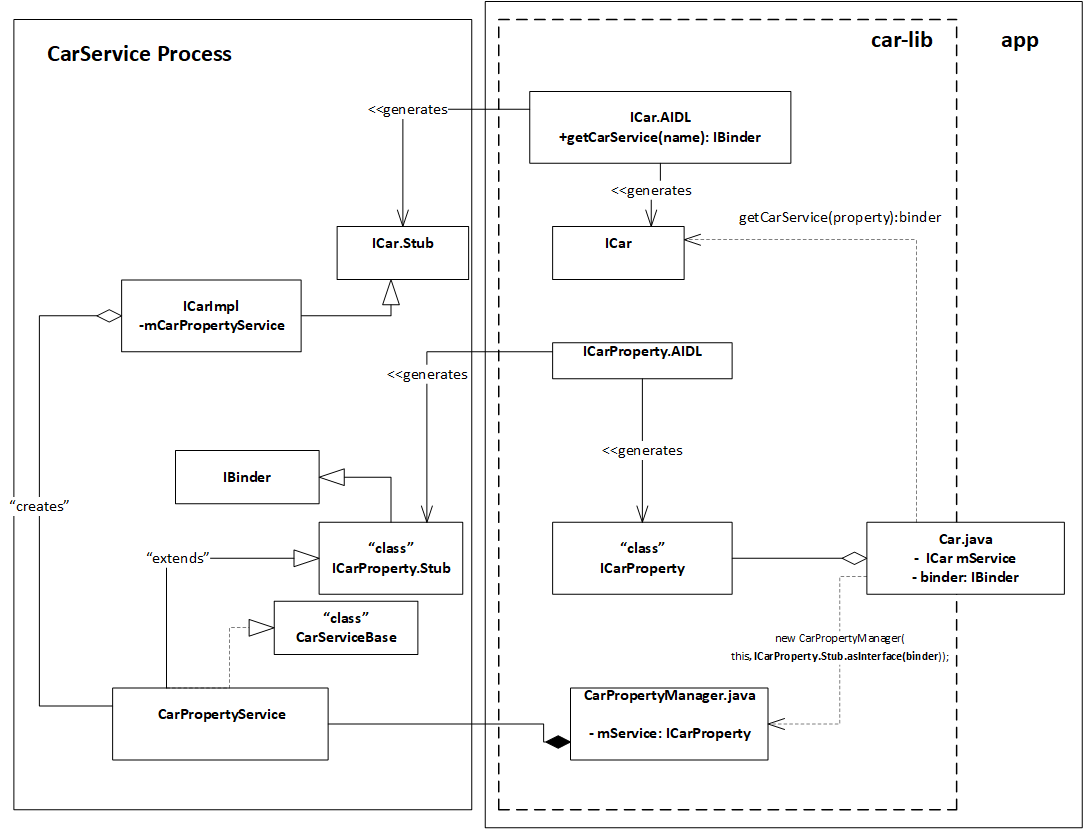 CarService Process
car-lib
app
<<generates
ICar.AIDL
+getCarService(name): IBinder
<<generates
getCarService(property):binder
ICar.Stub
ICar
ICarImpl
-mCarPropertyService
ICarProperty.AIDL
<<generates
<<generates
IBinder
“creates”
“class”
ICarProperty.Stub
“extends”
“class”
ICarProperty
Car.java
- ICar mService
- binder: IBinder
“class”
CarServiceBase
new CarPropertyManager(
this, ICarProperty.Stub.asInterface(binder));
CarPropertyService
CarPropertyManager.java
- mService: ICarProperty